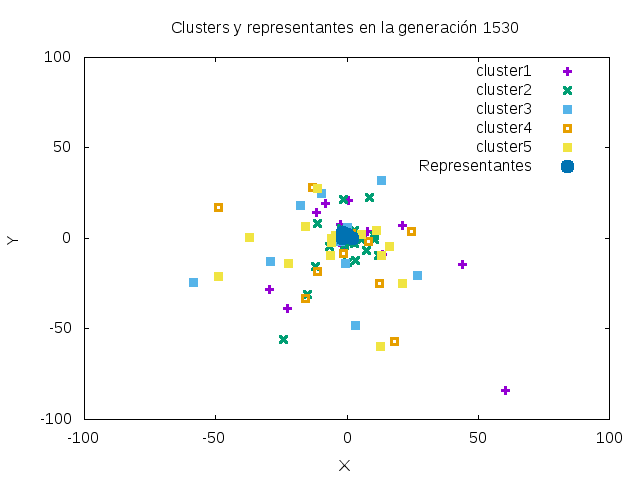 Clusters y representantes en la generación 1530
100
50
0
-50
-100
-100 -50 0 50 100
Y
X
cluster1
cluster2
cluster3
cluster4
cluster5
Representantes